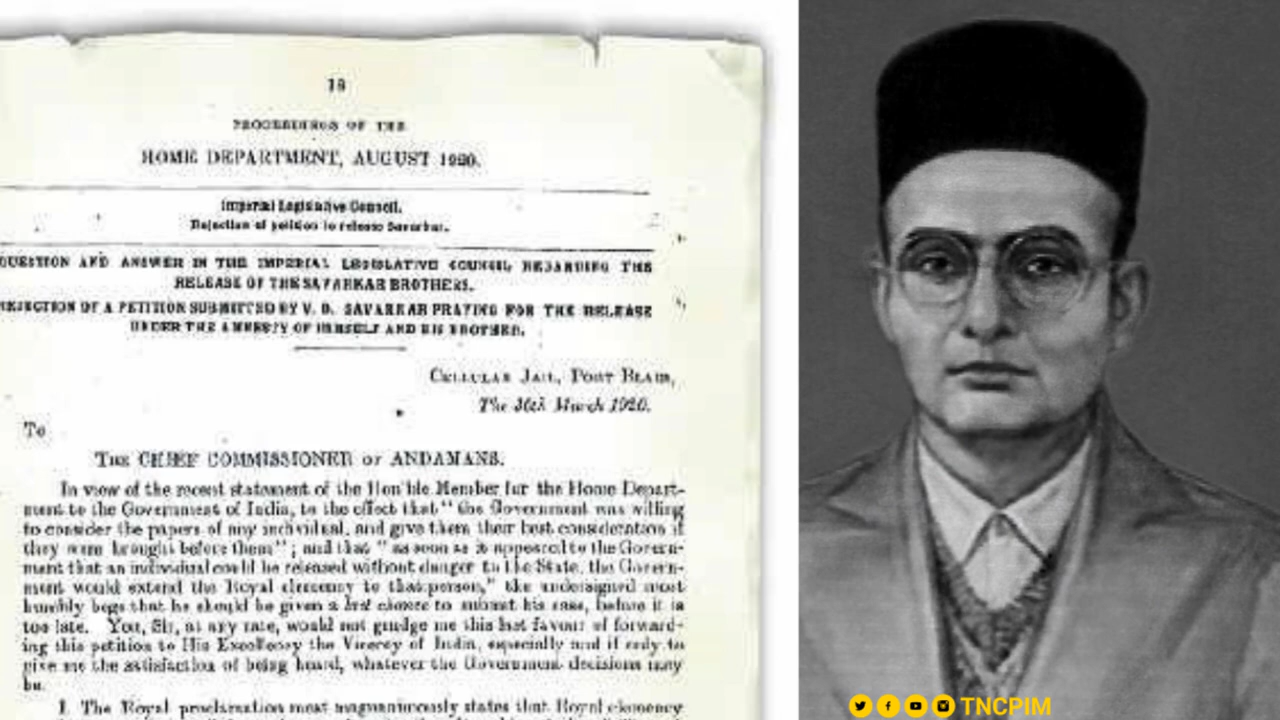 18
PROCEEDINGS OF THE
HOME DEPARTMENT, AUGUST 1920.
Imperial Legislative Council.
Rejection of petition to release Savarkar.
QUESTION AND ANSWER IN THE IMPERIAL LEGISLATIVE COUNCIL REGARDING THE
RELEASE OF THE SAVARKAR BROTHERS.
REJECTION OF A PETITION SUBMITTED BY V. D. SAVARKAR PRAYING FOR THE RELEASE
UNDER THE AMNESTY OF HIMSELF AND HIS BROTHER.
CELLULAR JAIL, PORT BLAIR,
The 30th March 1920.
To
THE CHIEF COMMISSIONER OF ANDAMANS.
In view of the recent statement of the Hon'ble Member for the Home Depart-
ment to the Government of India, to the effect that "the Government was willing
to consider the papers of any individual, and give them their best consideration if
they were brought before them"; and that "as soon as it appeared to the Govern-
ment that an individual could be released without danger to the State, the Govern-
ment would extend the Royal clemency to that person," the undersigned most
humbly begs that he should be given a last chance to submit his case, before it is
too late. You, Sir, at any rate, would not grudge me this last favour of forward-
ing this petition to His Excellency the Viceroy of India, especially and if only to
give me the satisfaction of being heard, whatever the Government decisions may
be.
1. The Royal proclamation most magnanimously states that Royal clemency
TNCPIM